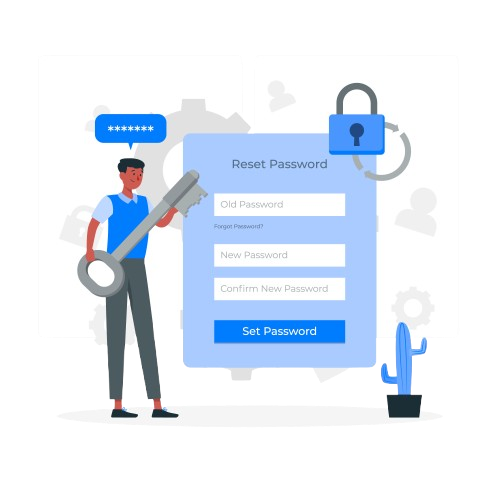 *******
Reset Password
Old Password
Forgot Password?
New Password
Confirm New Password
Set Password